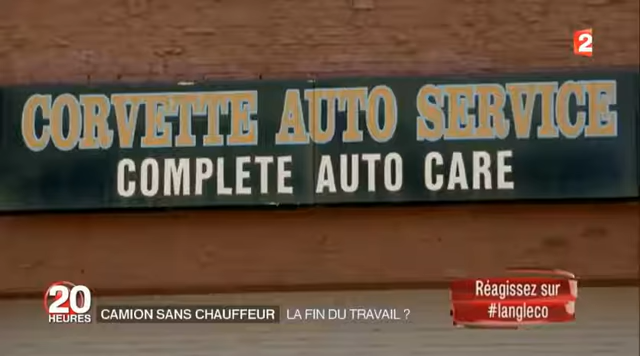 2
CORVETTE AUTO SERVICE
COMPLETE AUTO CARE
Réagissez sur
#langleco
20
HEURES
CAMION SANS CHAUFFEUR LA FIN DU TRAVAIL ?